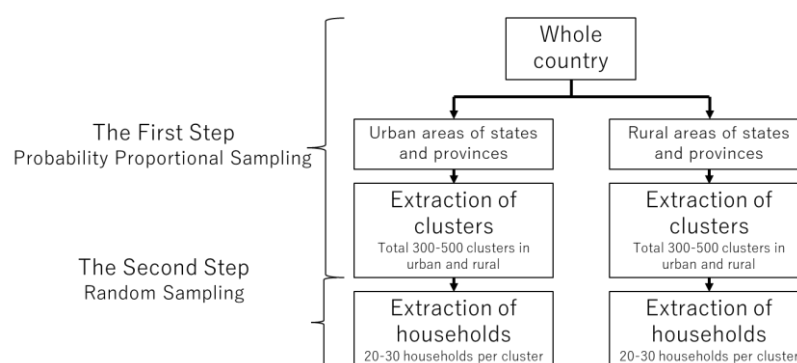 Whole
country
The First Step
Probability Proportional Sampling
Urban areas of states
and provinces
Rural areas of states
and provinces
Extraction of
clusters
Total 300-500 clusters in
urban and rural
Extraction of
clusters
Total 300-500 clusters in
urban and rural
The Second Step
Random Sampling
Extraction of
households
20-30 households per cluster
Extraction of
households
20-30 households per cluster